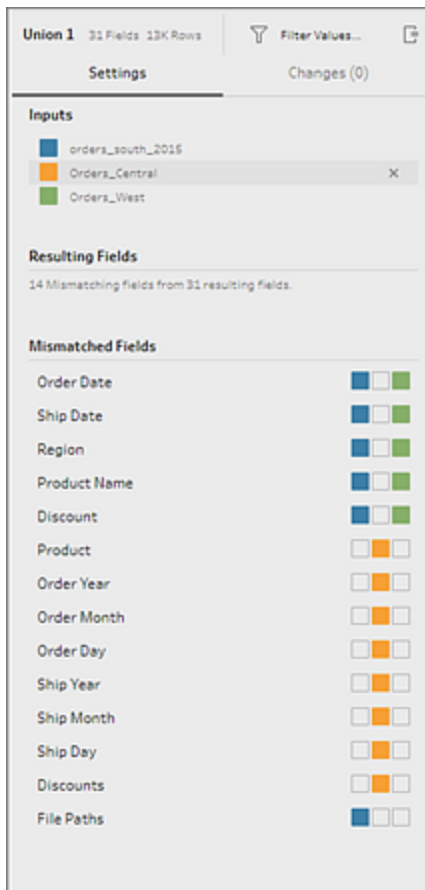 Union 1 31 Fields 13K Rows Filter Values...
Settings Changes (0)
Inputs
orders_south_2015
Orders_Central
Orders_West
Resulting Fields
14 Mismatching fields from 31 resulting fields.
Mismatched Fields
Order Date
Ship Date
Region
Product Name
Discount
Product
Order Year
Order Month
Order Day
Ship Year
Ship Month
Ship Day
Discounts
File Paths